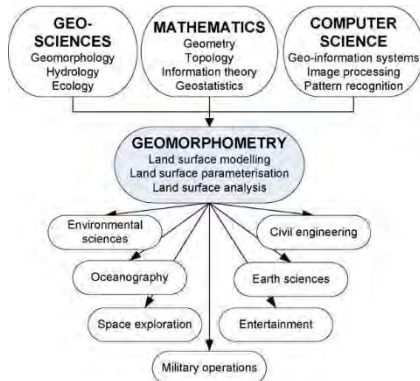 GEO-
SCIENCES
Geomorphology
Hydrology
Ecology
MATHEMATICS
Geometry
Topology
Information theory
Geostatistics
COMPUTER
SCIENCE
Geo-information systems
Image processing
Pattern recognition
GEOMORPHOMETRY
Land surface modelling
Land surface parameterisation
Land surface analysis
Environmental
sciences
Civil engineering
Oceanography
Earth sciences
Space exploration
Entertainment
Military operations